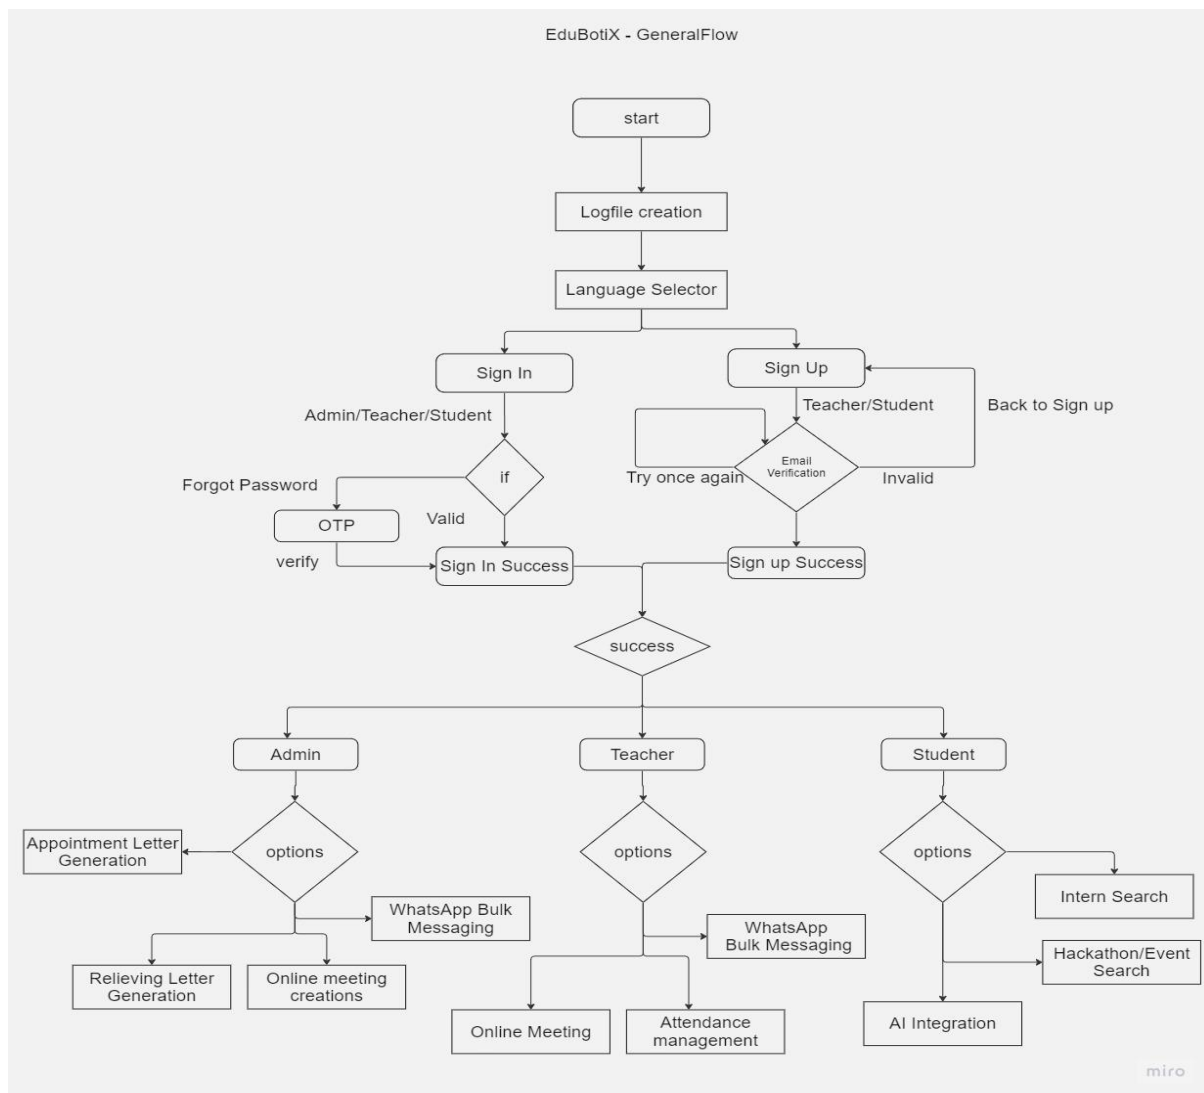 EduBotiX - GeneralFlow
start
Logfile creation
Language Selector
Sign In
Sign Up
Admin/Teacher/Student
Teacher/Student
Back to Sign up
if
Email
Verification
Try once again
Invalid
Forgot Password
OTP
Valid
verify
Sign In Success
Sign up Success
success
Admin
Teacher
Student
options
options
options
Appointment Letter
Generation
WhatsApp Bulk
Messaging
Relieving Letter
Generation
Online meeting
creations
WhatsApp
Bulk Messaging
Online Meeting
Attendance
management
Intern Search
Hackathon/Event
Search
AI Integration
miro